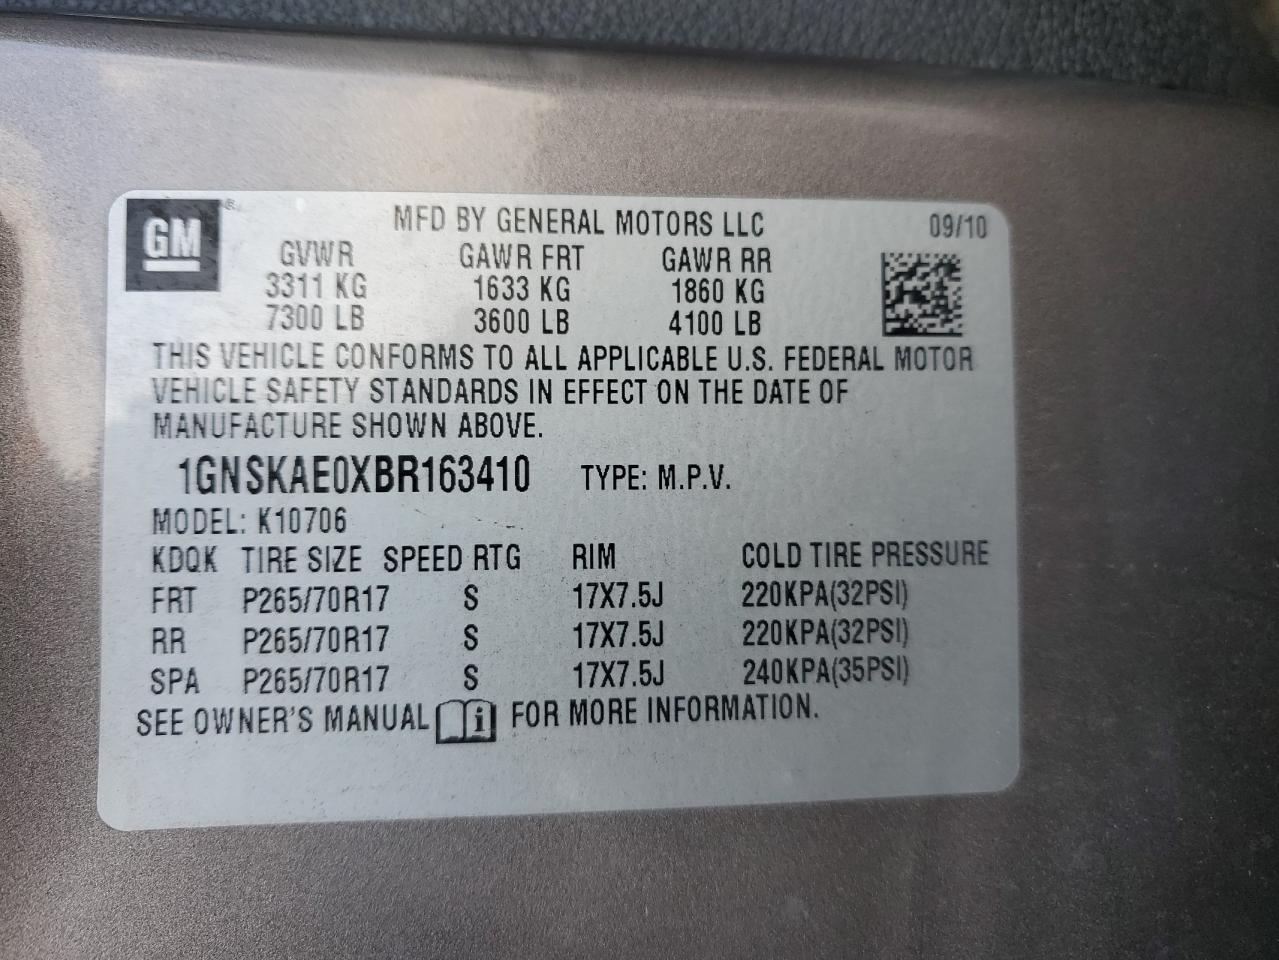 GM ® MFD BY GENERAL MOTORS LLC 09/10
GVWR GAWR FRT GAWR RR
3311 KG 1633 KG 1860 KG
7300 LB 3600 LB 4100 LB
THIS VEHICLE CONFORMS TO ALL APPLICABLE U.S. FEDERAL MOTOR
VEHICLE SAFETY STANDARDS IN EFFECT ON THE DATE OF
MANUFACTURE SHOWN ABOVE.
1GNSKAE0XBR163410 TYPE: M.P.V.
MODEL: K10706
KDQK TIRE SIZE SPEED RTG RIM COLD TIRE PRESSURE
FRT P265/70R17 S 17X7.5J 220KPA(32PSI)
RR P265/70R17 S 17X7.5J 220KPA(32PSI)
SPA P265/70R17 S 17X7.5J 240KPA(35PSI)
SEE OWNER'S MANUAL i FOR MORE INFORMATION.